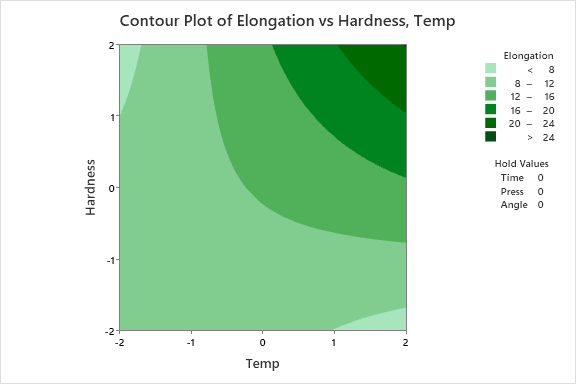 Contour Plot of Elongation vs Hardness, Temp
Elongation
< 8
8 – 12
12 – 16
16 – 20
20 – 24
> 24
Hold Values
Time 0
Press 0
Angle 0
Hardness
2
1
0
-1
-2
-2 -1 0 1 2
Temp